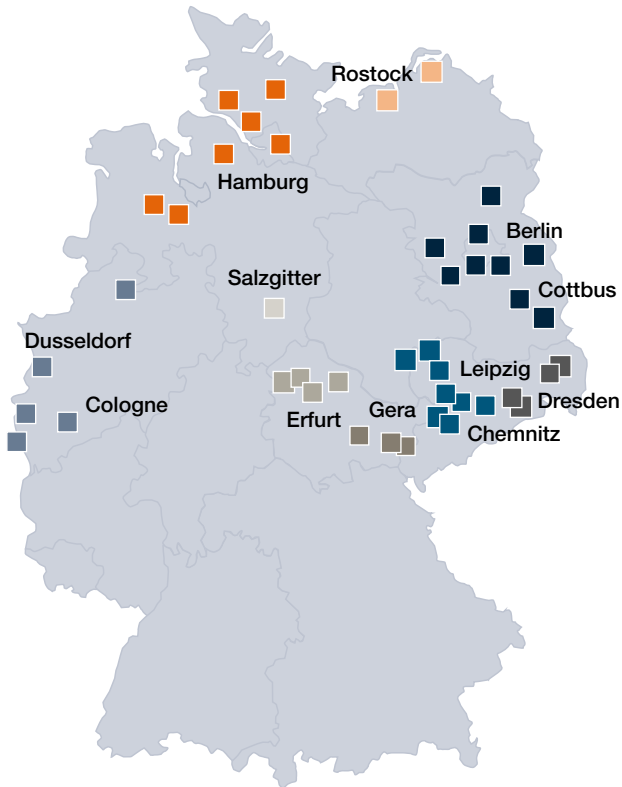 Rostock
Hamburg
Berlin
Salzgitter
Cottbus
Dusseldorf
Leipzig
Cologne
Dresden
Gera
Erfurt
Chemnitz